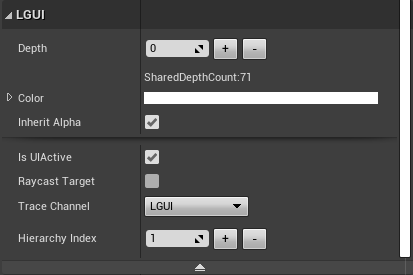 LGUI
Depth 0 + -
SharedDepthCount:71
Color
Inherit Alpha
Is UIActive
Raycast Target
Trace Channel LGUI
Hierarchy Index 1 + -